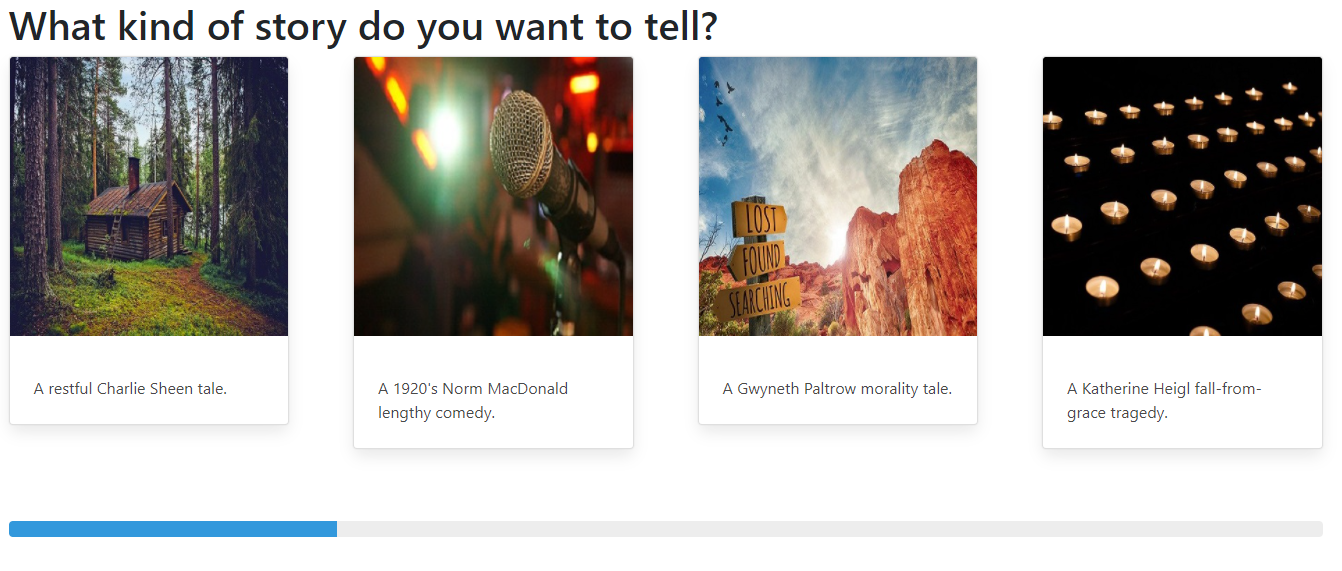 What kind of story do you want to tell?
LOST
FOUND
SEARCHING
A restful Charlie Sheen tale.
A 1920's Norm MacDonald
lengthy comedy.
A Gwyneth Paltrow morality tale.
A Katherine Heigl fall-from-
grace tragedy.